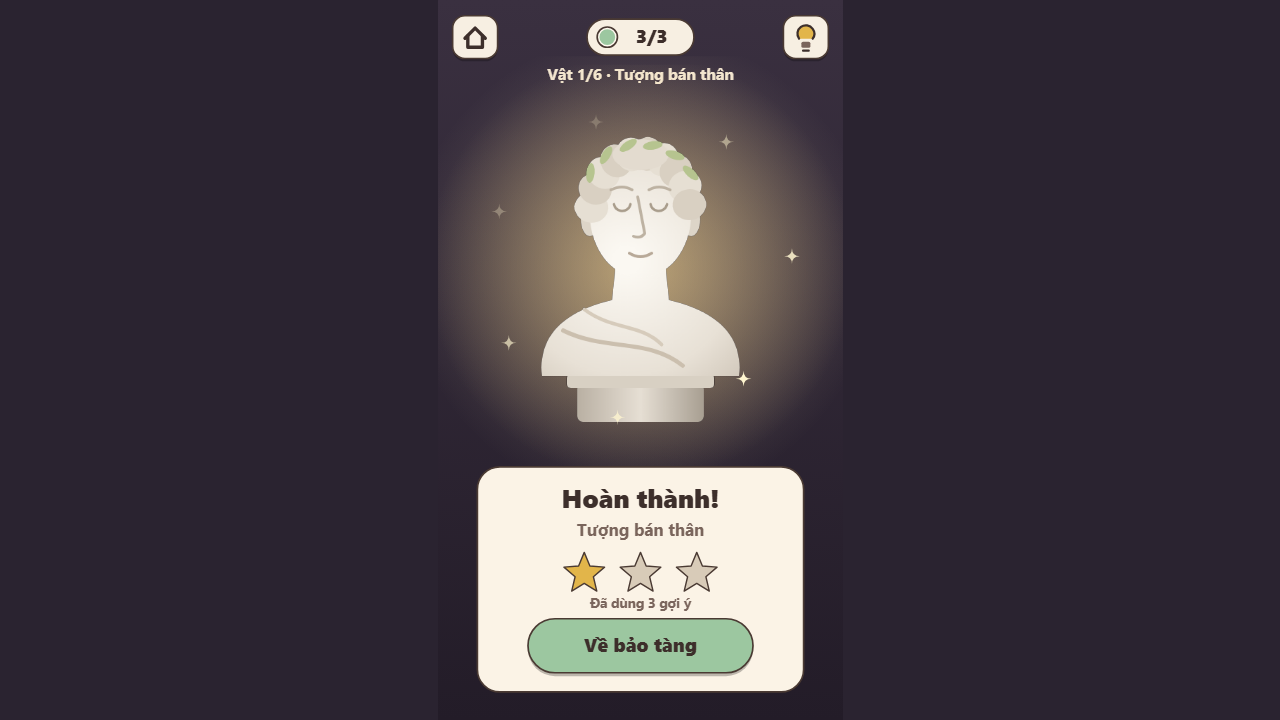 3/3
Vật 1/6 · Tượng bán thân
Hoàn thành!
Tượng bán thân
Đã dùng 3 gợi ý
Về bảo tàng